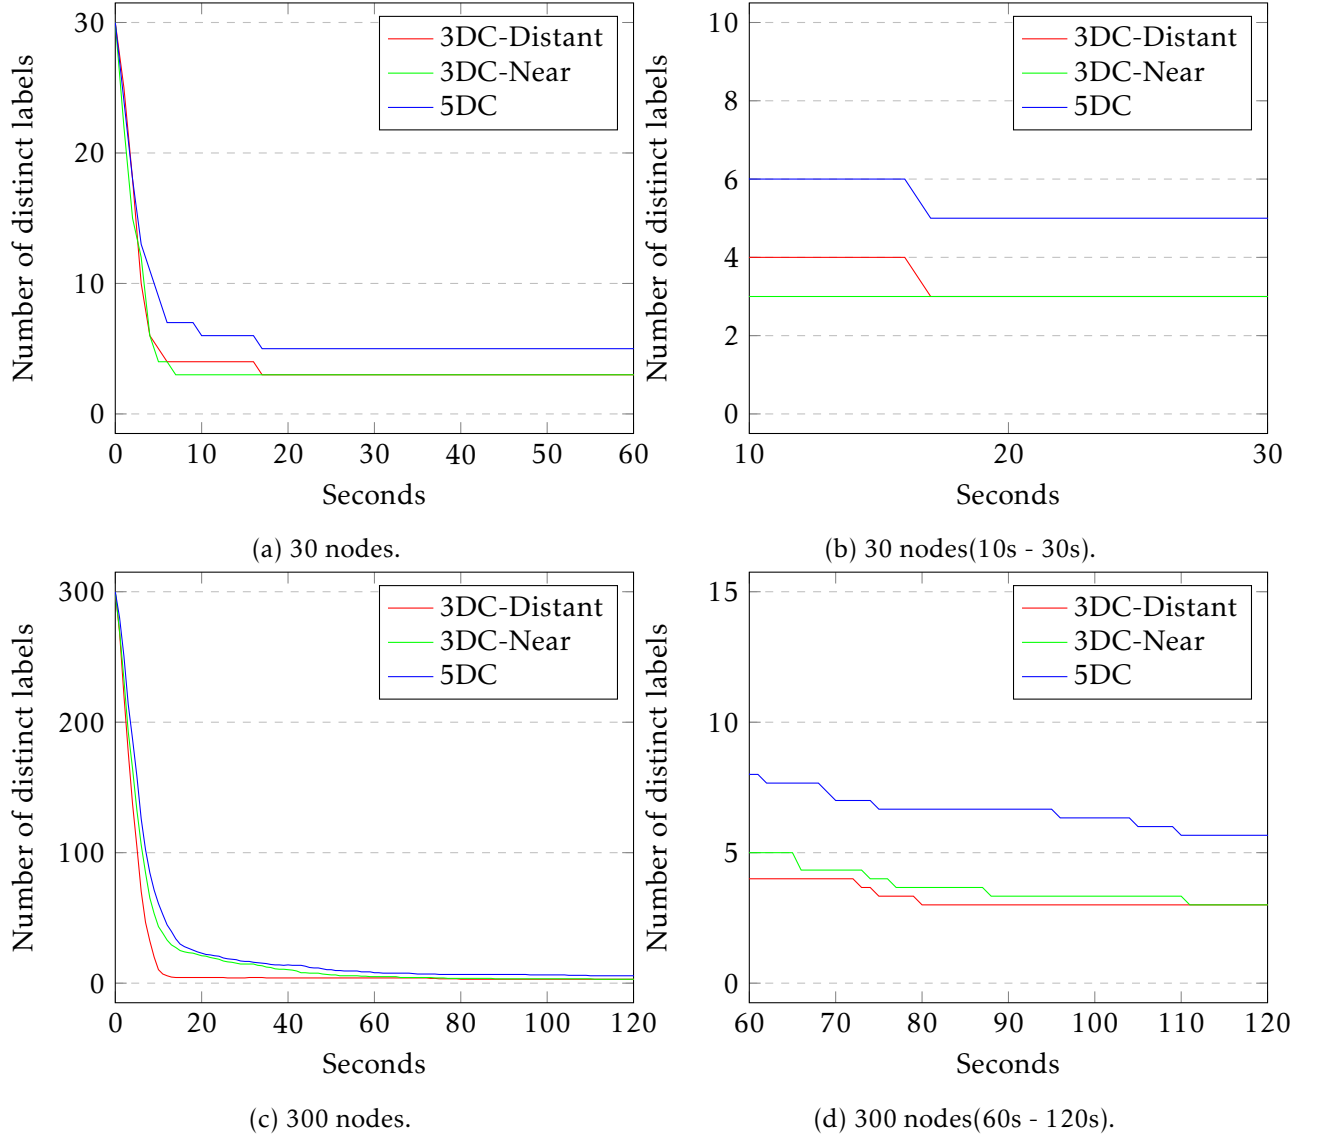 Number of distinct labels
30
20
10
0
0 10 20 30 40 50 60
Seconds
3DC-Distant
3DC-Near
5DC
(a) 30 nodes.
Number of distinct labels
10
8
6
4
2
0
10 20 30
Seconds
3DC-Distant
3DC-Near
5DC
(b) 30 nodes(10s - 30s).
Number of distinct labels
300
200
100
0
0 20 40 60 80 100 120
Seconds
3DC-Distant
3DC-Near
5DC
(c) 300 nodes.
Number of distinct labels
15
10
5
0
60 70 80 90 100 110 120
Seconds
3DC-Distant
3DC-Near
5DC
(d) 300 nodes(60s - 120s).